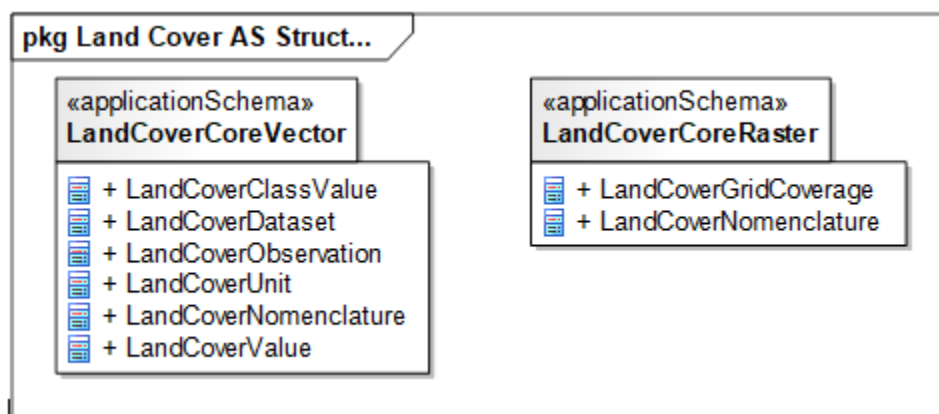 pkg Land Cover AS Struct...
«applicationSchema»
LandCoverCoreVector
+ LandCoverClassValue
+ LandCoverDataset
+ LandCoverObservation
+ LandCoverUnit
+ LandCoverNomenclature
+ LandCoverValue
«applicationSchema»
LandCoverCoreRaster
+ LandCoverGridCoverage
+ LandCoverNomenclature